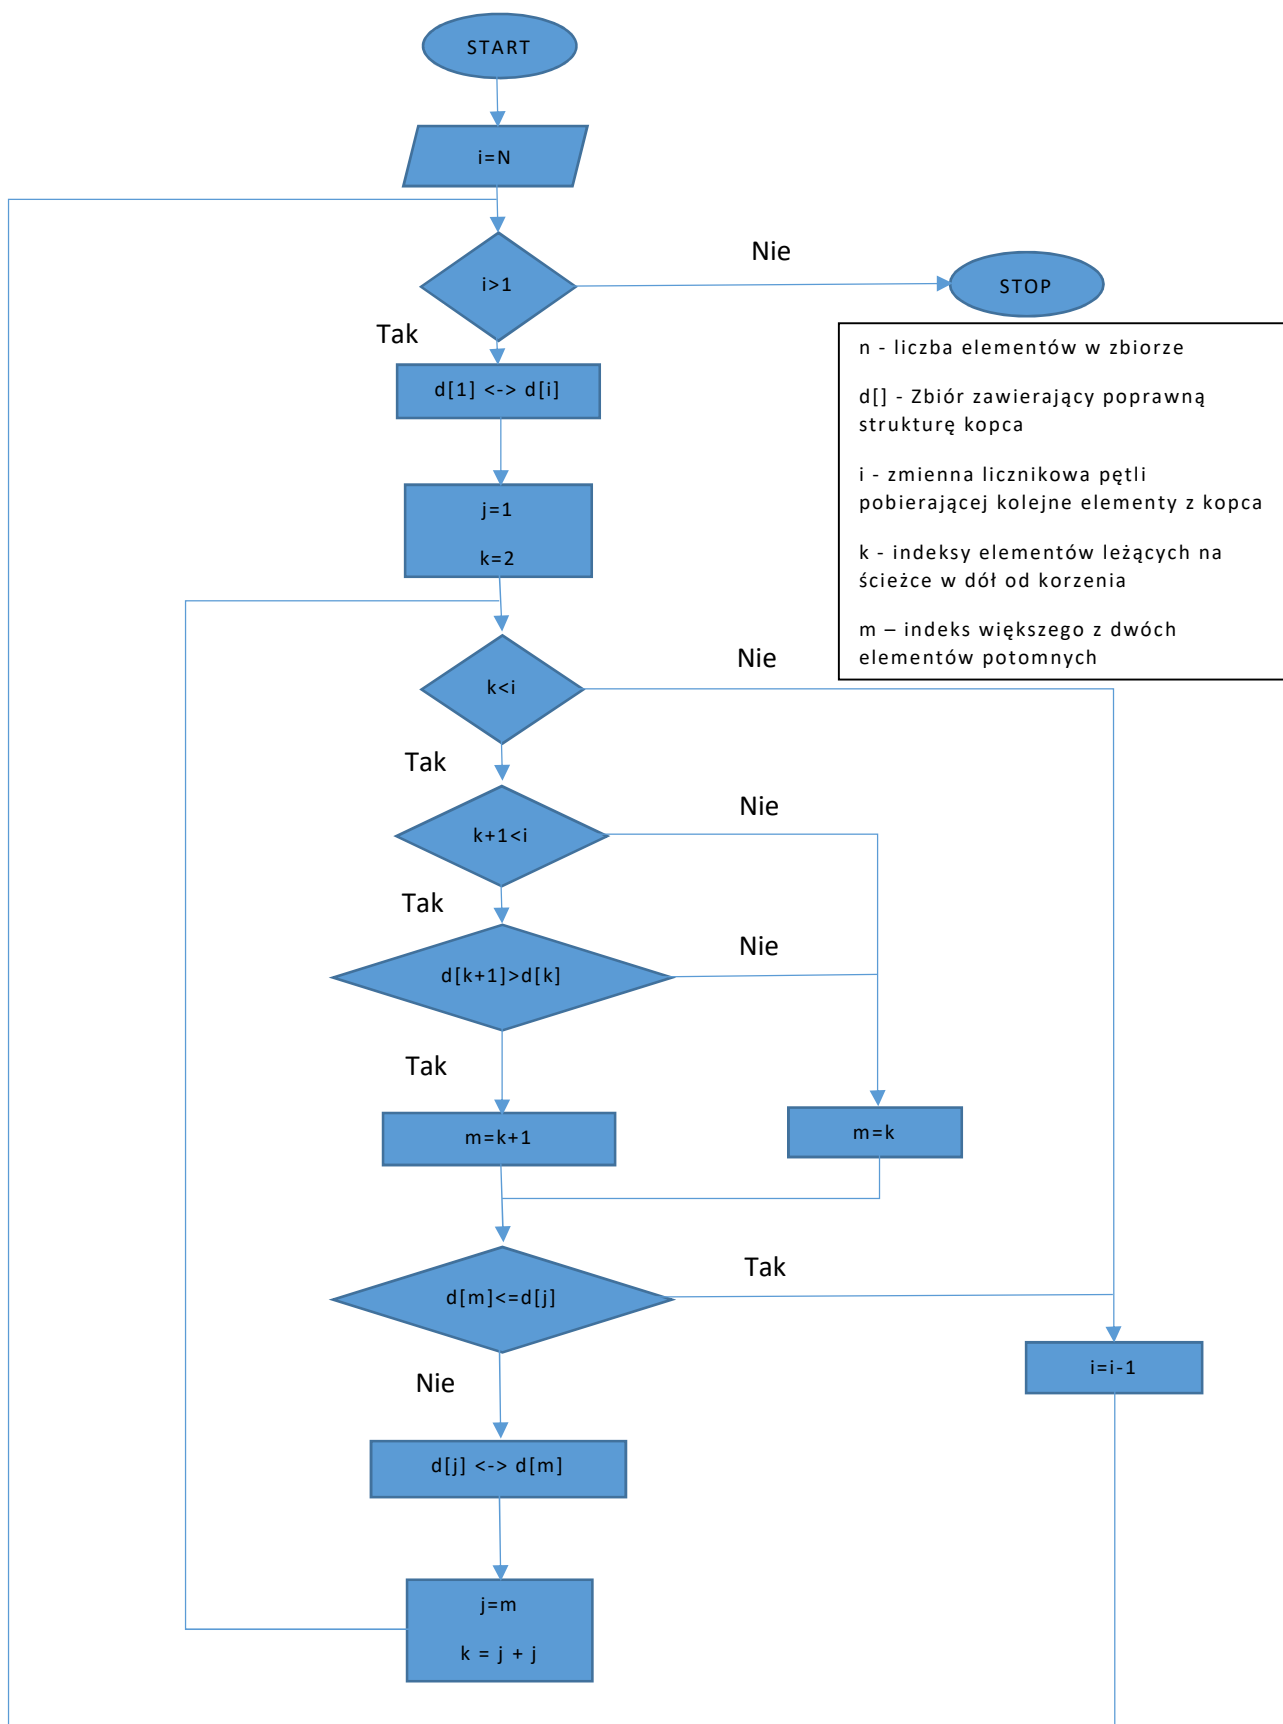 START
i=N
i>1
Nie
STOP
Tak
d[1] <-> d[i]
n - liczba elementów w zbiorze
d[] - Zbiór zawierający poprawną
strukturę kopca
i - zmienna licznikowa pętli
pobierającej kolejne elementy z kopca
k - indeksy elementów leżących na
ścieżce w dół od korzenia
m – indeks większego z dwóch
elementów potomnych
j=1
k=2
k<i
Nie
Tak
k+1<i
Nie
Tak
d[k+1]>d[k]
Nie
Tak
m=k+1
m=k
d[m]<=d[j]
Tak
Nie
i=i-1
d[j] <-> d[m]
j=m
k = j + j